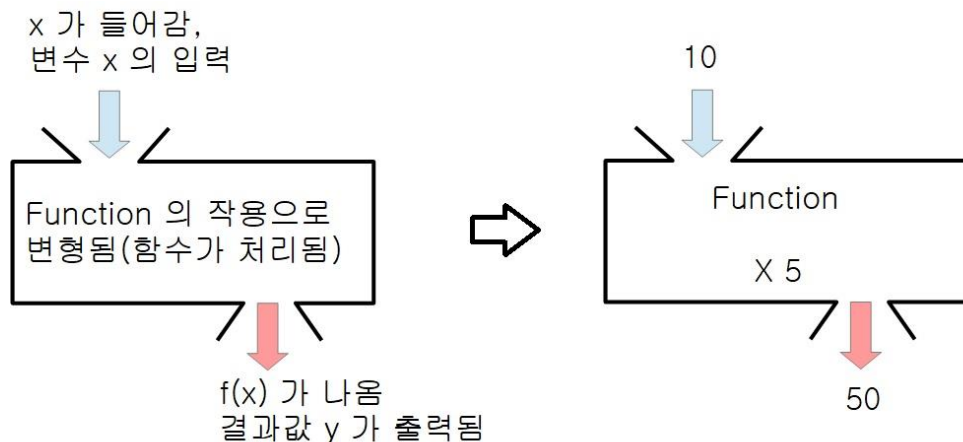 x 가 들어감,
변수 x 의 입력
Function 의 작용으로
변형됨(함수가 처리됨)
f(x) 가 나옴
결과값 y 가 출력됨
10
Function
X 5
50